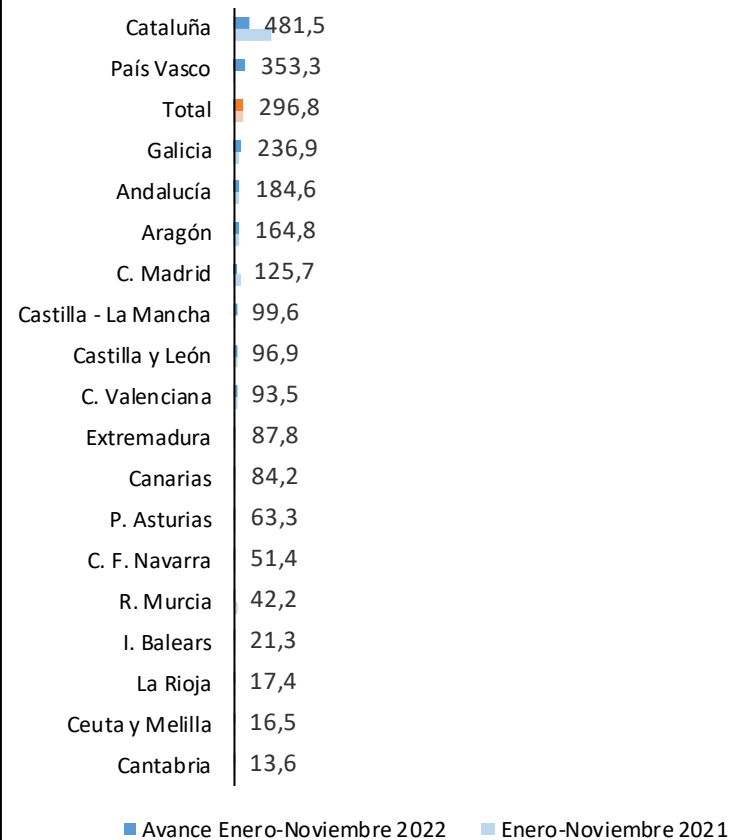 Cataluña 481,5
País Vasco 353,3
Total 296,8
Galicia 236,9
Andalucía 184,6
Aragón 164,8
C. Madrid 125,7
Castilla - La Mancha 99,6
Castilla y León 96,9
C. Valenciana 93,5
Extremadura 87,8
Canarias 84,2
P. Asturias 63,3
C. F. Navarra 51,4
R. Murcia 42,2
I. Balears 21,3
La Rioja 17,4
Ceuta y Melilla 16,5
Cantabria 13,6
Avance Enero-Noviembre 2022 Enero-Noviembre 2021